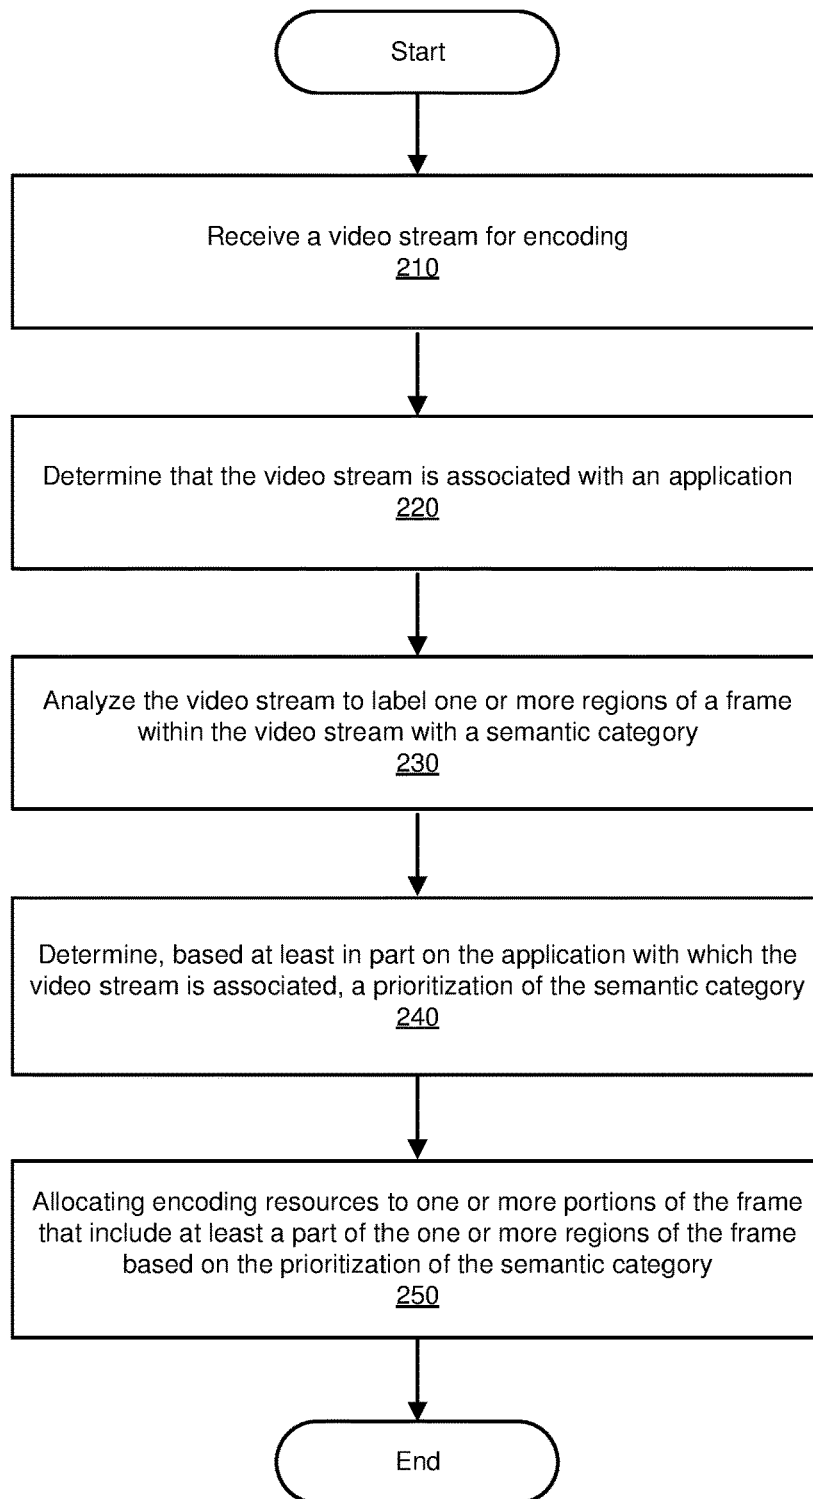 Start
Receive a video stream for encoding
210
Determine that the video stream is associated with an application
220
Analyze the video stream to label one or more regions of a frame
within the video stream with a semantic category
230
Determine, based at least in part on the application with which the
video stream is associated, a prioritization of the semantic category
240
Allocating encoding resources to one or more portions of the frame
that include at least a part of the one or more regions of the frame
based on the prioritization of the semantic category
250
End